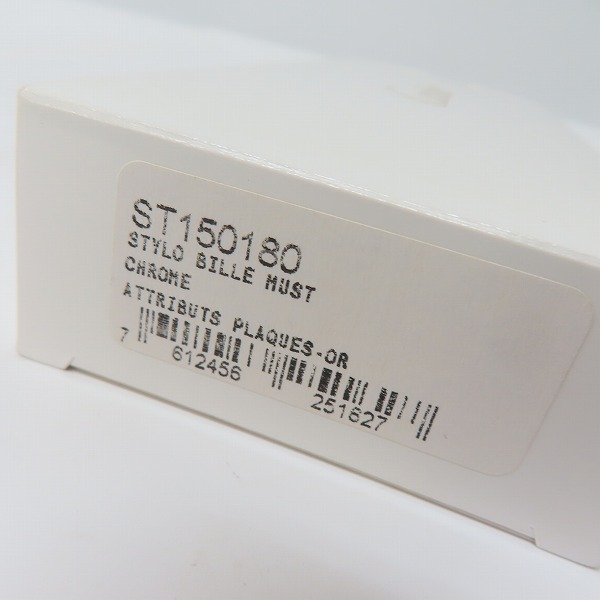 ST150180
STYLO BILLE MUST
CHROME
ATTRIBUTS PLAQUES-OR
7 612456 251627